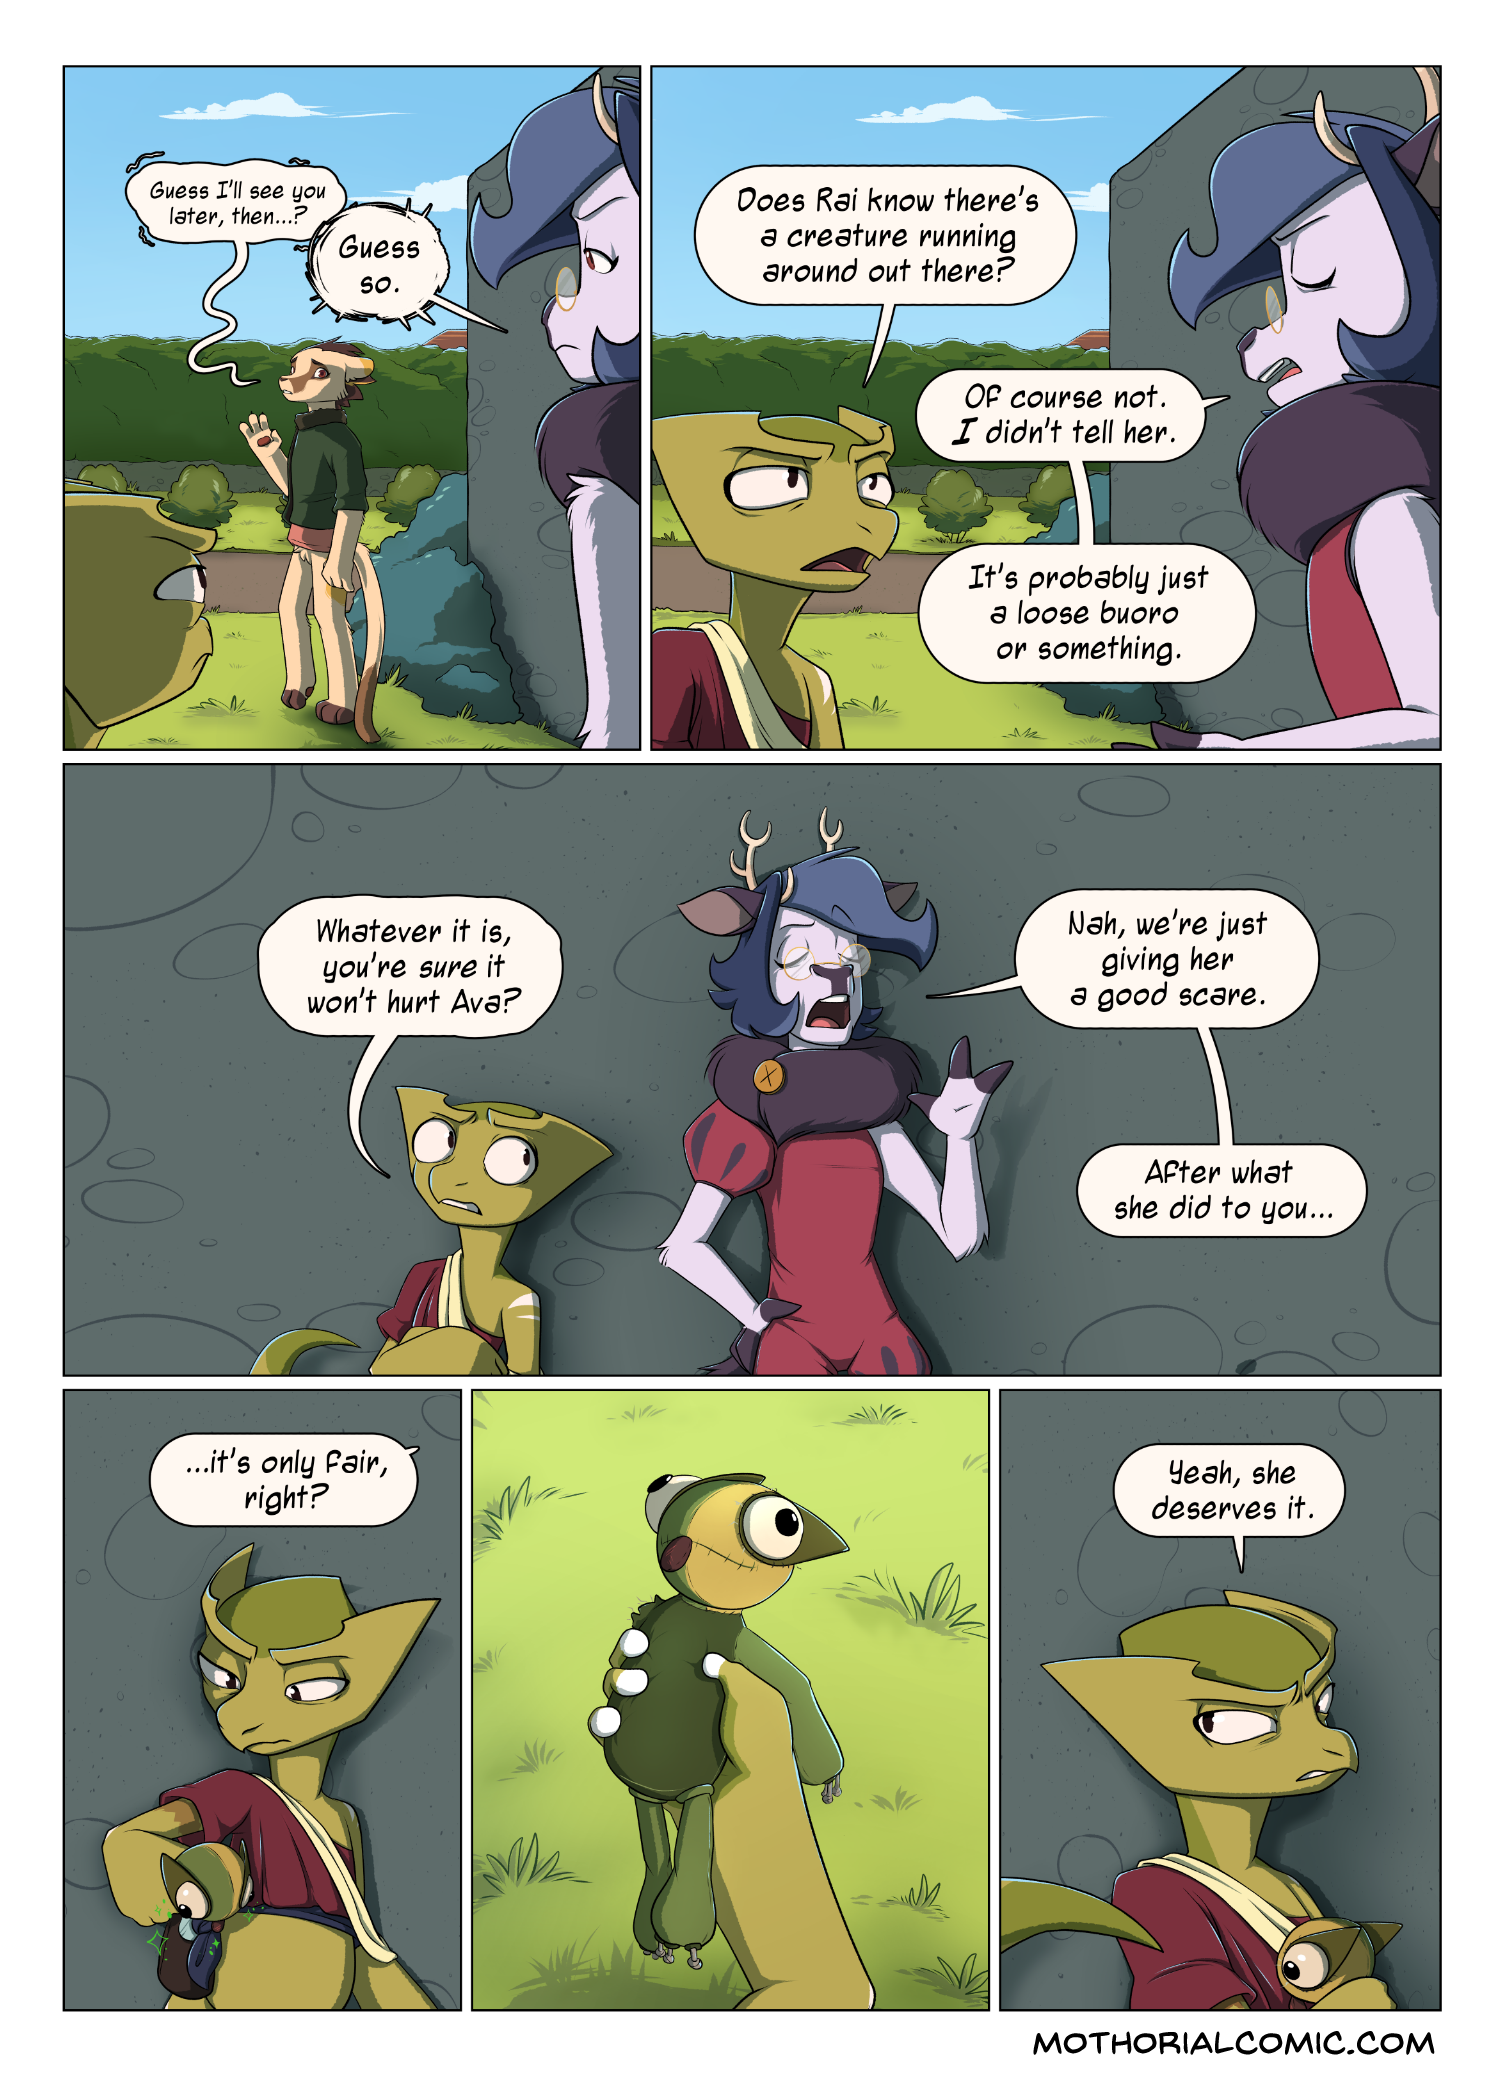 Guess I'll see you
later, then...?
Guess
so.
Does Rai know there's
a creature running
around out there?
Of course not.
I didn't tell her.
It's probably just
a loose buoro
or something.
Whatever it is,
you're sure it
won't hurt Ava?
Nah, we're just
giving her
a good scare.
After what
she did to you...
...it's only fair,
right?
Yeah, she
deserves it.
MOTHORIALCOMIC.COM